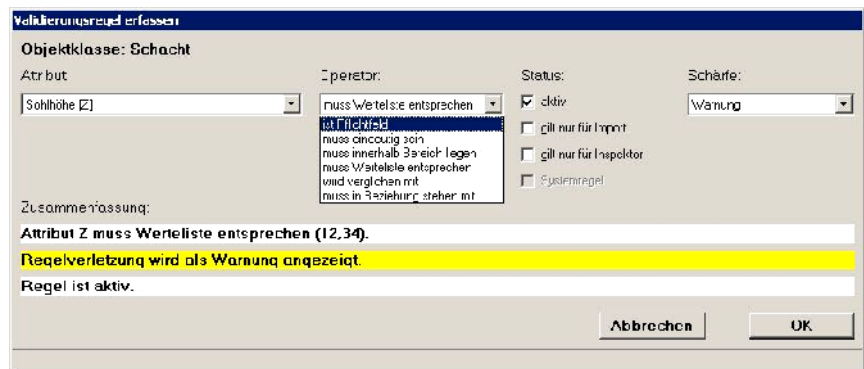 Validierungsregel erfassen
Objektklasse: Schacht
Attribut
Operator:
Status:
Schärfe:
Sohlhöhe [Z]
muss Werteliste entsprechen
aktiv
Warnung
ist Pflichtfeld
muss eindeutig sein
muss innerhalb Bereich liegen
muss Werteliste entsprechen
wird verglichen mit
muss in Beziehung stehen mit
gilt nur für Import
gilt nur für Inspektor
Systemregel
Zusammenfassung:
Attribut Z muss Werteliste entsprechen (12,34).
Regelverletzung wird als Warnung angezeigt.
Regel ist aktiv.
Abbrechen
OK